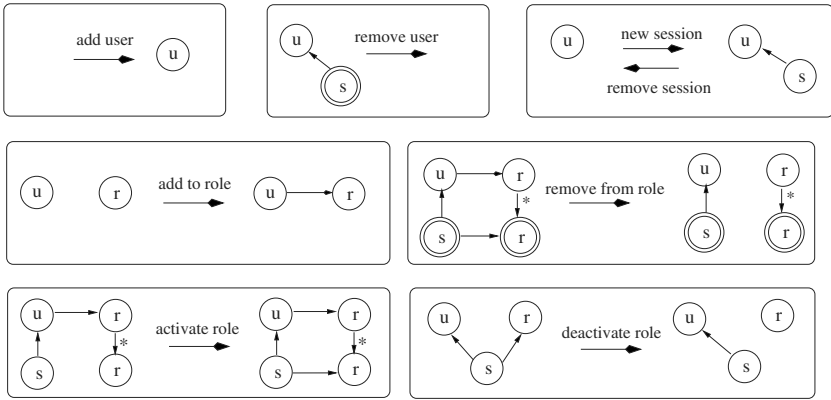 add user
u
u
s
remove user
u
new session
remove session
u
s
u
r
add to role
u
r
u
r
*
s
r
remove from role
u
r
*
s
r
u
r
*
s
r
activate role
u
r
*
s
r
u
r
s
deactivate role
u
r
s